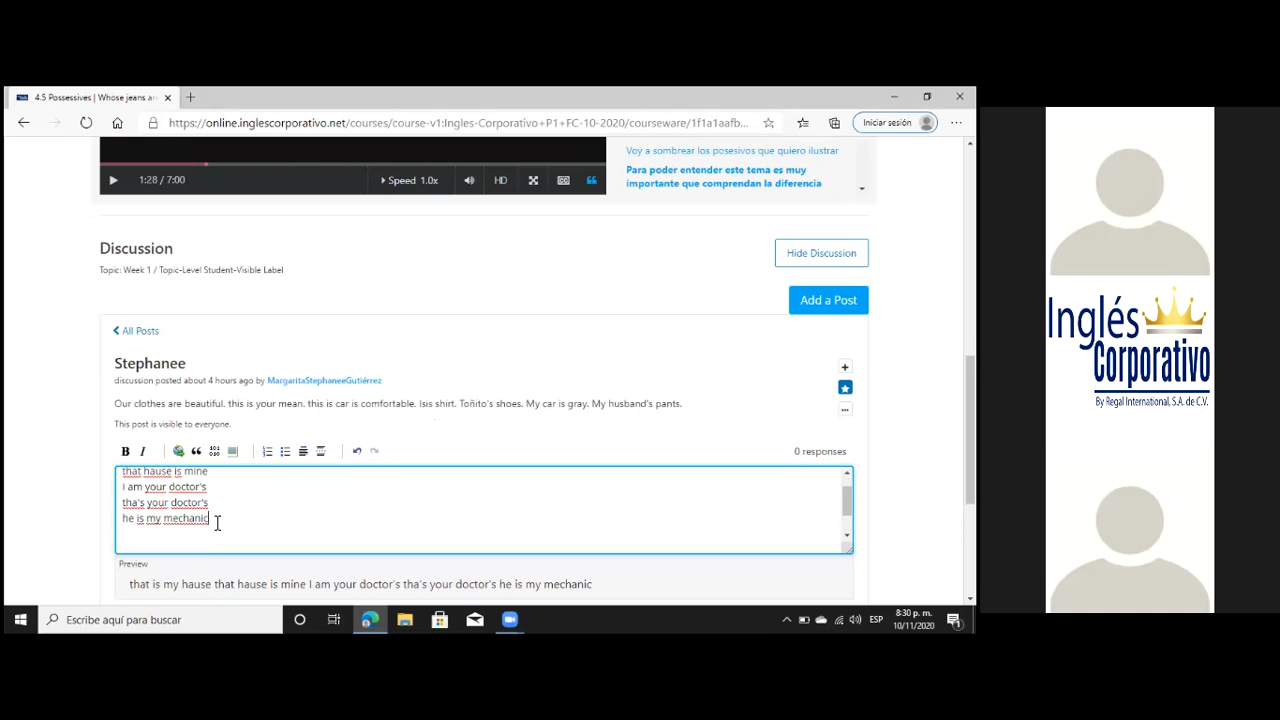 4.5 Possessives | Whose jeans ar
https://online.inglescorporativo.net/courses/course-v1:Ingles-Corporativo+P1+FC-10-2020/courseware/1f1a1aafb...
Iniciar sesión
Voy a sombrear los posesivos que quiero ilustrar
Para poder entender este tema es muy
importante que comprendan la diferencia
1:28 / 7:00
Speed 1.0x
HD
Discussion
Hide Discussion
Topic: Week 1 / Topic-Level Student-Visible Label
Add a Post
All Posts
Stephanee
discussion posted about 4 hours ago by MargaritaStephaneeGutiérrez
Our clothes are beautiful. this is your mean. this is car is comfortable. Isis shirt. Toñito's shoes. My car is gray. My husband's pants.
This post is visible to everyone.
B I
0 responses
that hause is mine
I am your doctor's
tha's your doctor's
he is my mechanic
Preview
that is my hause that hause is mine I am your doctor's tha's your doctor's he is my mechanic
Escribe aquí para buscar
ESP
8:30 p. m.
10/11/2020
Inglés
Corporativo
By Regal International, S.A. de C.V.